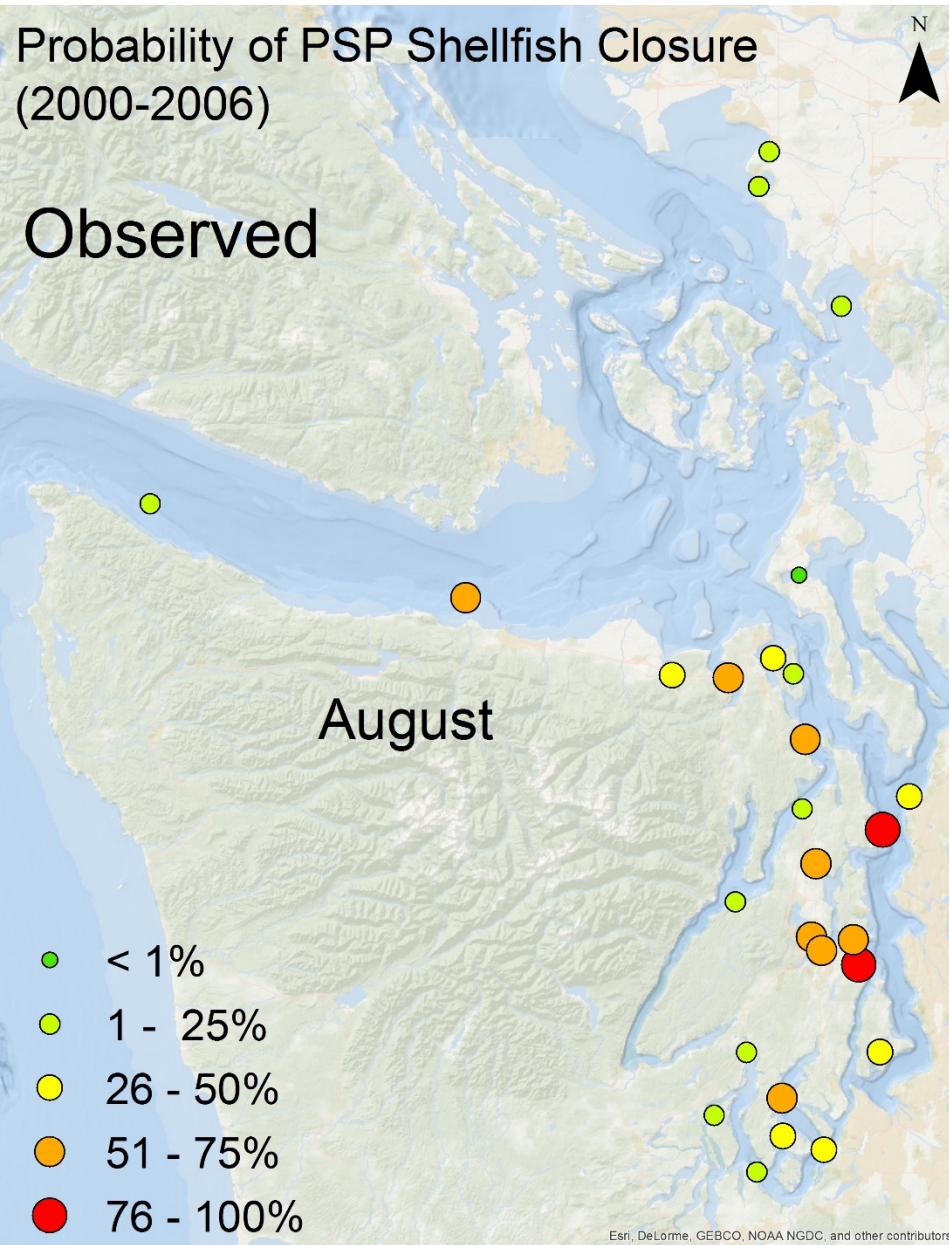 Probability of PSP Shellfish Closure
(2000-2006)
N
Observed
August
< 1%
1 - 25%
26 - 50%
51 - 75%
76 - 100%
Esri, DeLorme, GEBCO, NOAA NGDC, and other contributors